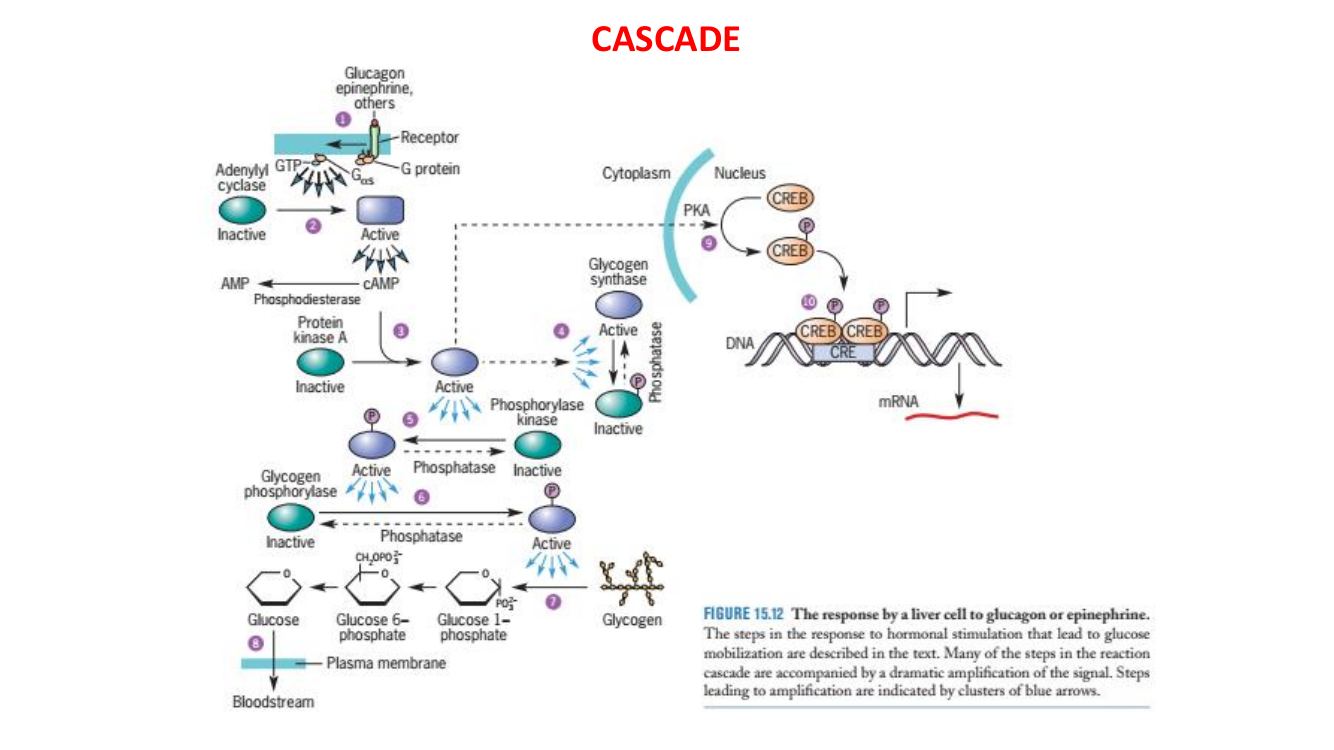 CASCADE
Glucagon
epinephrine,
others
1
Receptor
GTP
Gαs
G protein
Adenylyl
cyclase
Inactive
2
Active
AMP
cAMP
Phosphodiesterase
Protein
kinase A
3
Inactive
Active
4
Glycogen
synthase
Active
Phosphatase
P
Inactive
Phosphorylase
kinase
P
5
Active
Phosphatase
Inactive
Glycogen
phosphorylase
6
P
Inactive
Phosphatase
Active
CH2OPO3 2-
O
O
O
PO3 2-
7
Glucose
Glucose 6–
phosphate
Glucose 1–
phosphate
Glycogen
8
Plasma membrane
Bloodstream
Cytoplasm
Nucleus
PKA
9
CREB
P
CREB
10
P
P
CREB
CREB
DNA
CRE
mRNA
FIGURE 15.12 The response by a liver cell to glucagon or epinephrine.
The steps in the response to hormonal stimulation that lead to glucose
mobilization are described in the text. Many of the steps in the reaction
cascade are accompanied by a dramatic amplification of the signal. Steps
leading to amplification are indicated by clusters of blue arrows.